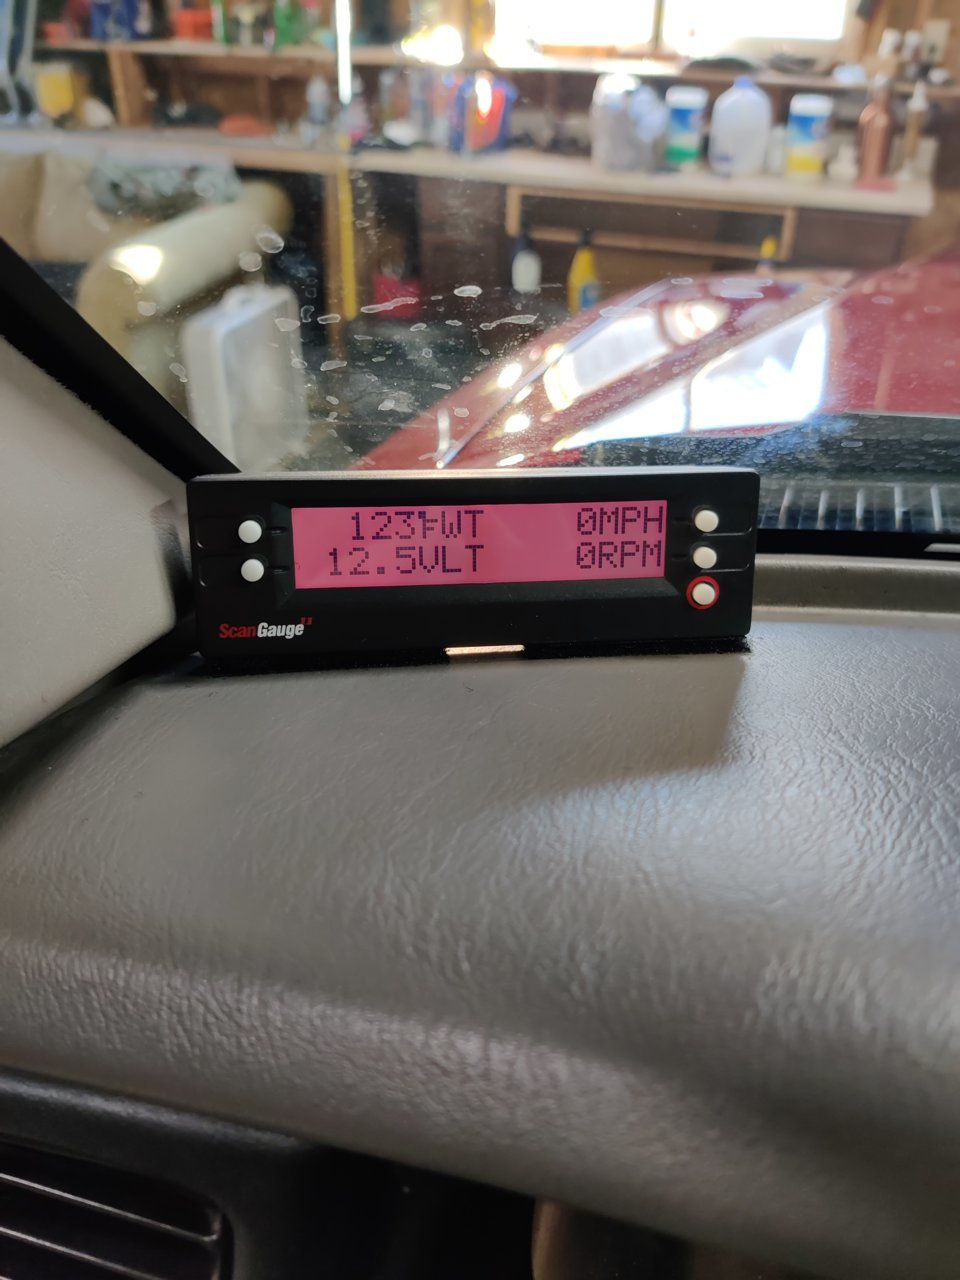 123°FWT 0MPH
12.5VLT 0RPM
ScanGauge II